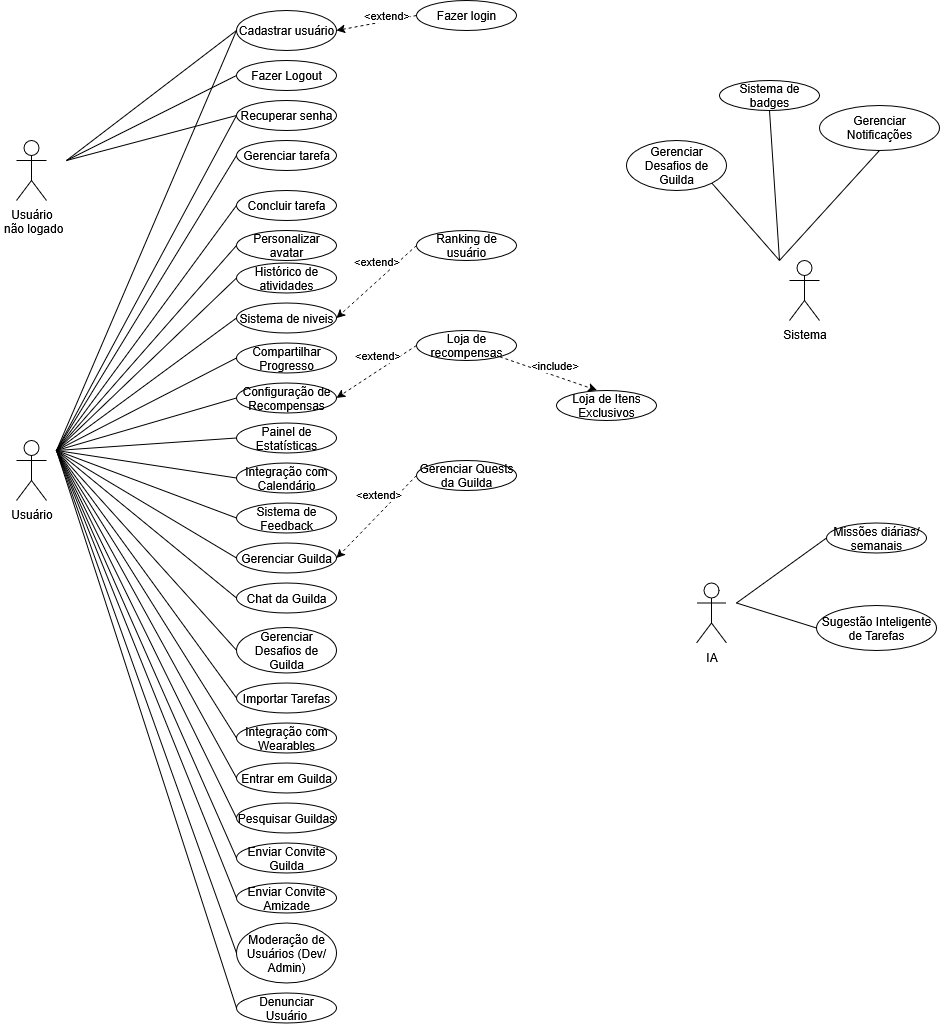 Cadastrar usuário
<extend>
Fazer login
Fazer Logout
Recuperar senha
Gerenciar tarefa
Usuário
não logado
Concluir tarefa
Personalizar
avatar
Histórico de
atividades
<extend>
Ranking de
usuário
Sistema de niveis
Compartilhar
Progresso
<extend>
Loja de
recompensas
<include>
Loja de Itens
Exclusivos
Configuração de
Recompensas
Painel de
Estatísticas
Usuário
Integração com
Calendário
Sistema de
Feedback
<extend>
Gerenciar Quests
da Guilda
Gerenciar Guilda
Chat da Guilda
Gerenciar
Desafios de
Guilda
Importar Tarefas
Integração com
Wearables
Entrar em Guilda
Pesquisar Guildas
Enviar Convite
Guilda
Enviar Convite
Amizade
Moderação de
Usuários (Dev/
Admin)
Denunciar
Usuário
Sistema de
badges
Gerenciar
Notificações
Gerenciar
Desafios de
Guilda
Sistema
Missões diárias/
semanais
Sugestão Inteligente
de Tarefas
IA